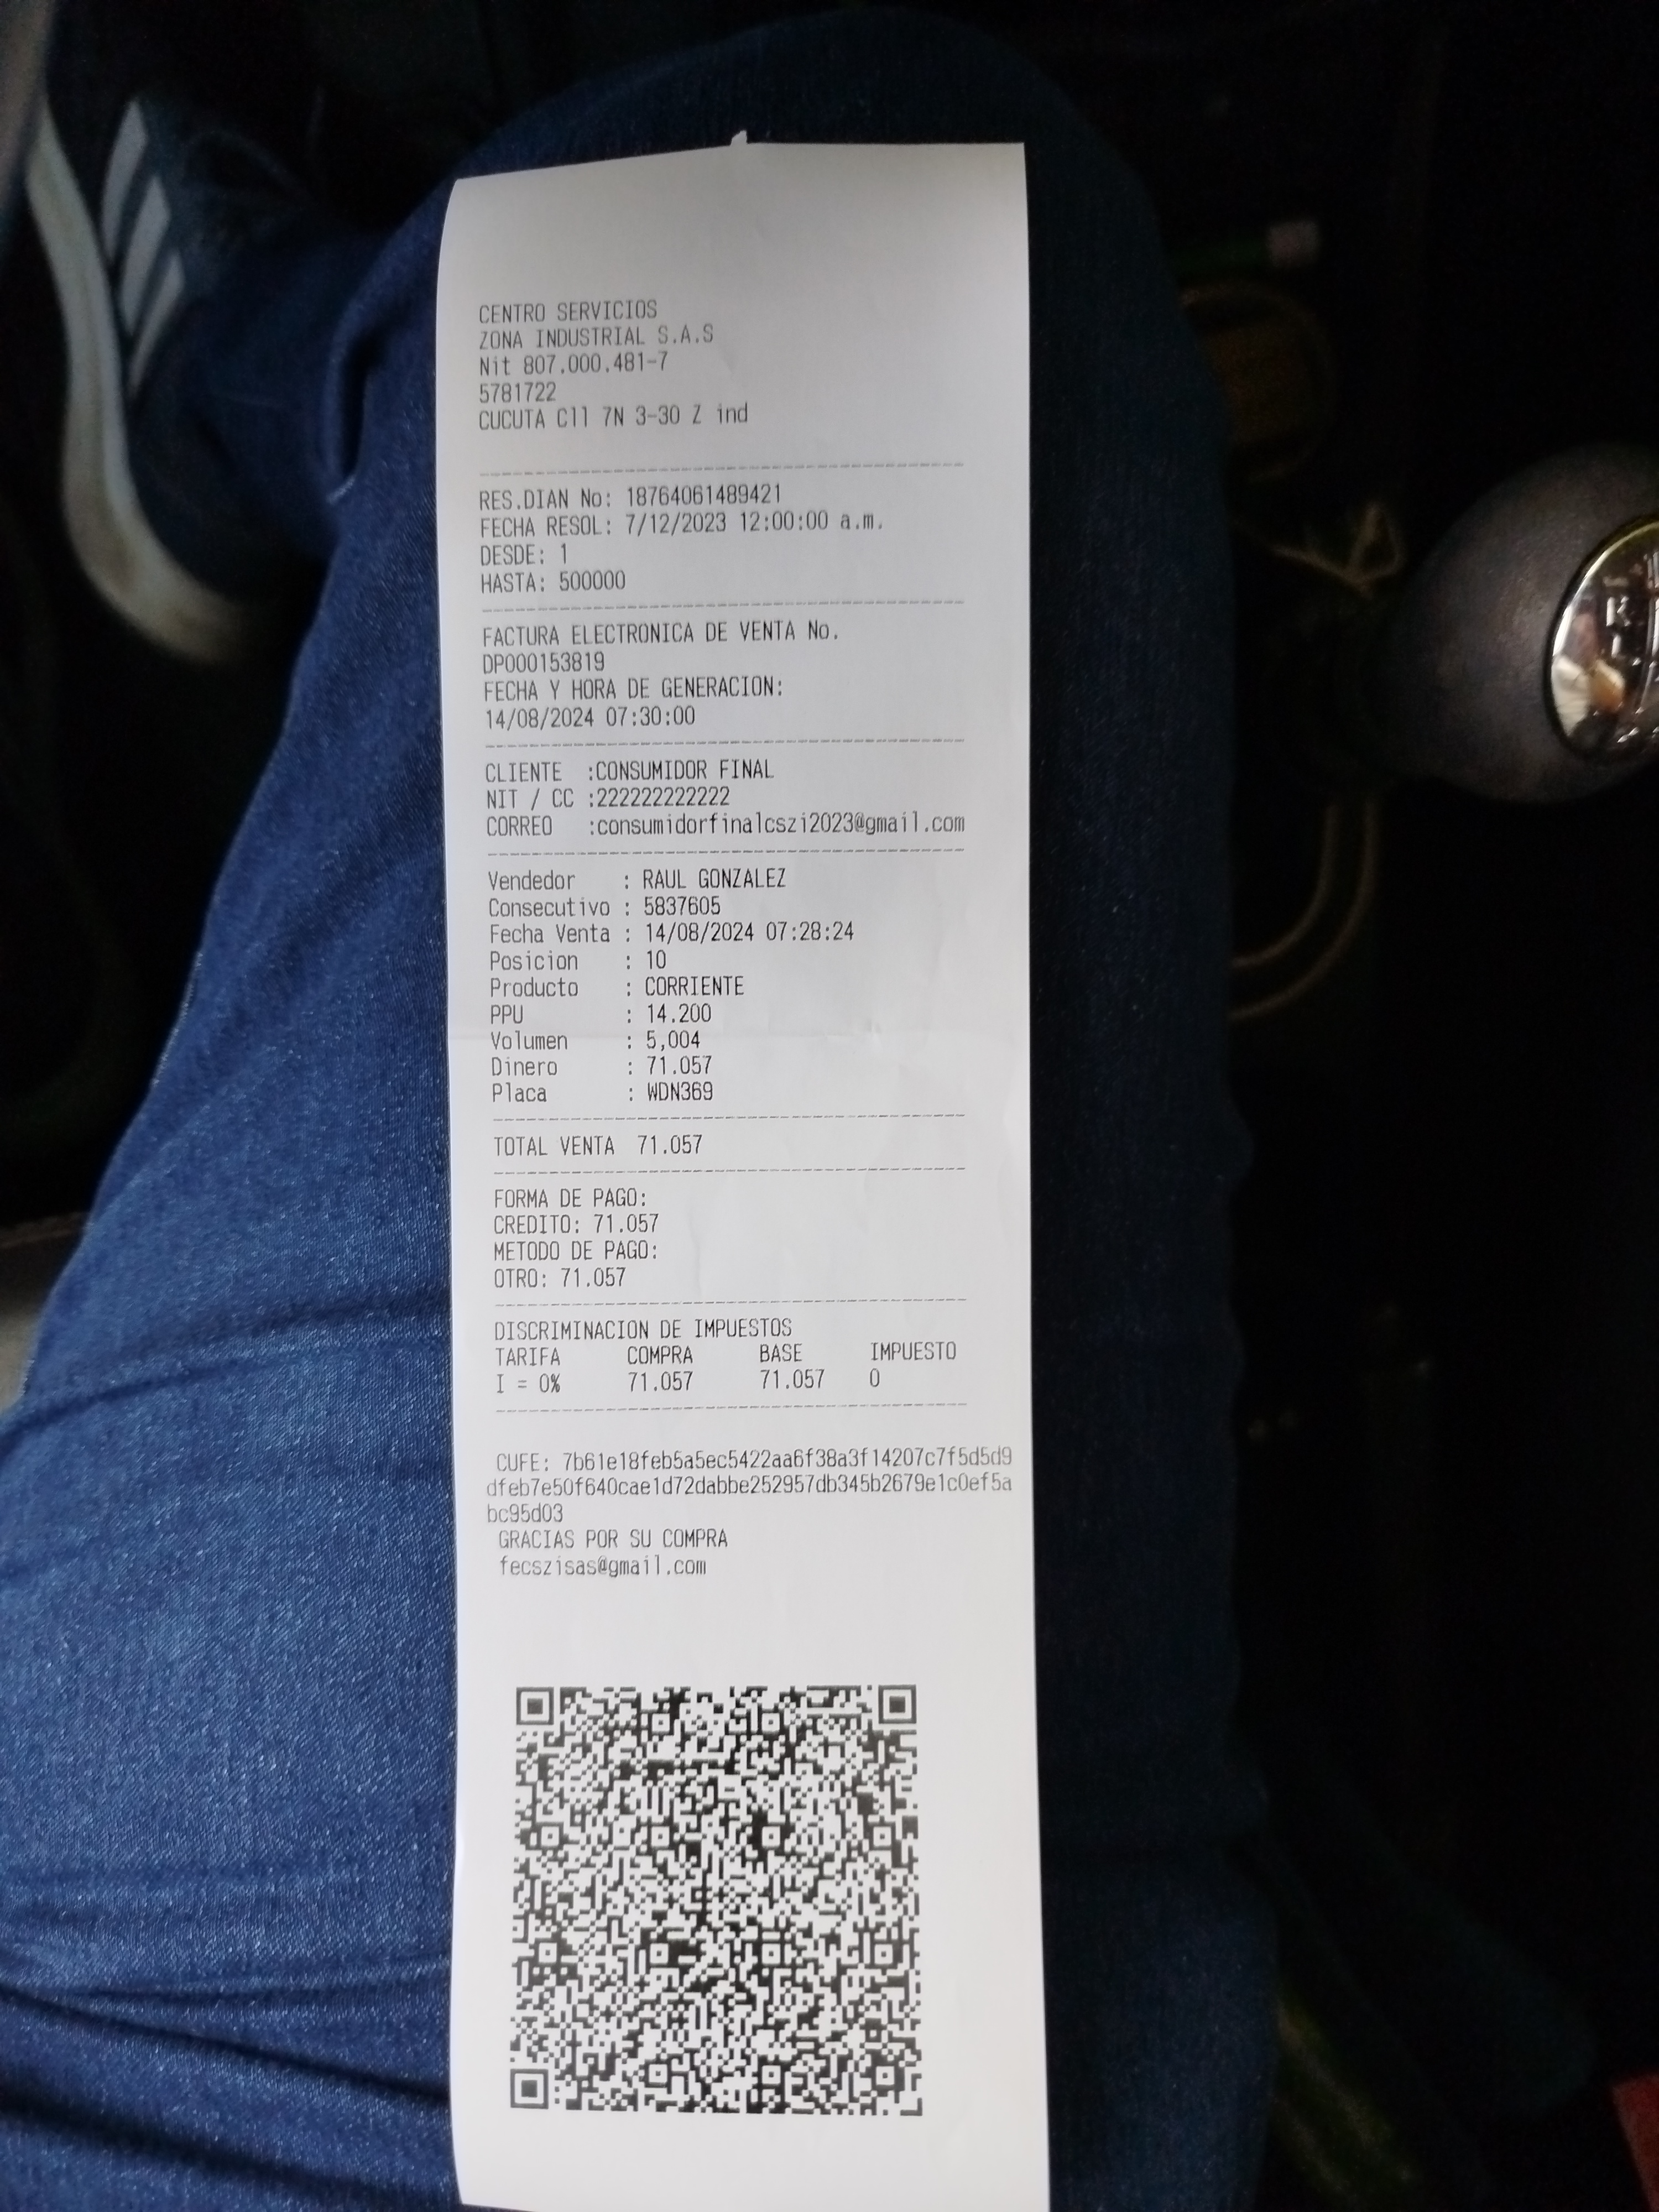 CENTRO SERVICIOS
ZONA INDUSTRIAL S.A.S
Nit 807.000.481-7
5781722
CUCUTA Cll 7N 3-30 Z ind
RES.DIAN No: 18764061489421
FECHA RESOL: 7/12/2023 12:00:00 a.m.
DESDE: 1
HASTA: 500000
FACTURA ELECTRONICA DE VENTA No.
DP000153819
FECHA Y HORA DE GENERACION:
14/08/2024 07:30:00
CLIENTE :CONSUMIDOR FINAL
NIT / CC :222222222222
CORREO :consumidorfinalcszi2023@gmail.com
Vendedor : RAUL GONZALEZ
Consecutivo : 5837605
Fecha Venta : 14/08/2024 07:28:24
Posicion : 10
Producto : CORRIENTE
PPU : 14.200
Volumen : 5,004
Dinero : 71.057
Placa : WDN369
TOTAL VENTA 71.057
FORMA DE PAGO:
CREDITO: 71.057
METODO DE PAGO:
OTRO: 71.057
DISCRIMINACION DE IMPUESTOS
TARIFA COMPRA BASE IMPUESTO
I = 0% 71.057 71.057 0
CUFE: 7b61e18feb5a5ec5422aa6f38a3f14207c7f5d5d9
dfeb7e50f640cae1d72dabbe252957db345b2679e1c0ef5a
bc95d03
GRACIAS POR SU COMPRA
fecszisas@gmail.com